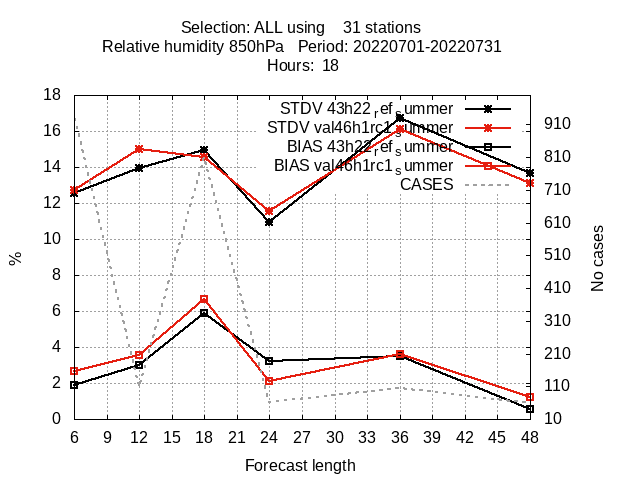 Selection: ALL using    31 stations
Relative humidity 850hPa   Period: 20220701-20220731
Hours:  18
STDV 43h22_ref_summer
STDV val46h1rc1_summer
BIAS 43h22_ref_summer
BIAS val46h1rc1_summer
CASES
18
16
14
12
10
8
6
4
2
0
%
910
810
710
610
510
410
310
210
110
10
No cases
6 9 12 15 18 21 24 27 30 33 36 39 42 45 48
Forecast length